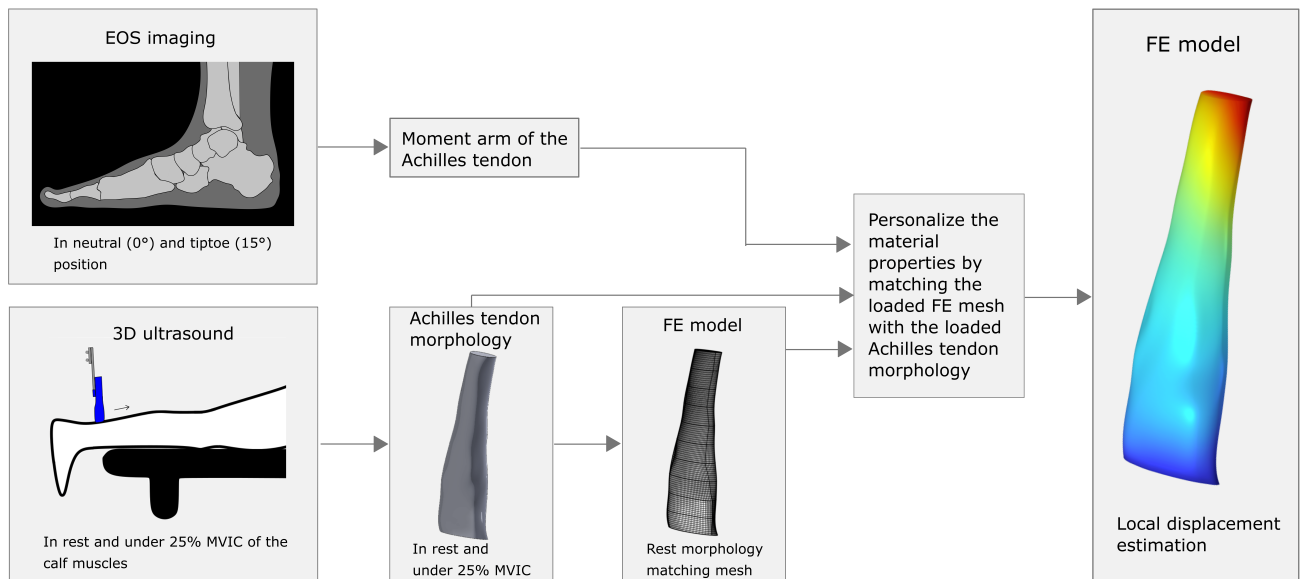 EOS imaging
In neutral (0°) and tiptoe (15°)
position
Moment arm of the
Achilles tendon
3D ultrasound
In rest and under 25% MVIC of the
calf muscles
Achilles tendon
morphology
In rest and
under 25% MVIC
FE model
Rest morphology
matching mesh
Personalize the
material
properties by
matching the
loaded FE mesh
with the loaded
Achilles tendon
morphology
FE model
Local displacement
estimation